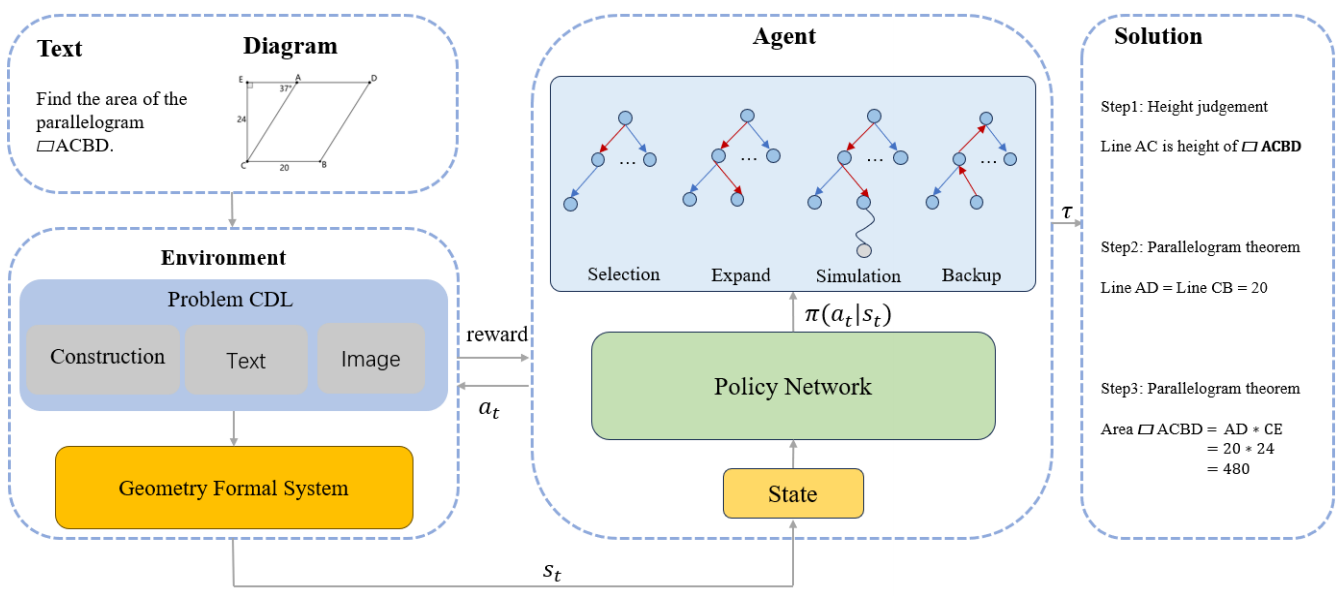 Text
Diagram
Find the area of the
parallelogram
▱ACBD.
E
A
D
37°
24
C
20
B
Environment
Problem CDL
Construction
Text
Image
Geometry Formal System
reward
a_t
s_t
Agent
...
...
...
...
Selection
Expand
Simulation
Backup
π(a_t|s_t)
Policy Network
State
τ
Solution
Step1: Height judgement
Line AC is height of ▱ ACBD
Step2: Parallelogram theorem
Line AD = Line CB = 20
Step3: Parallelogram theorem
Area ▱ ACBD = AD * CE
= 20 * 24
= 480